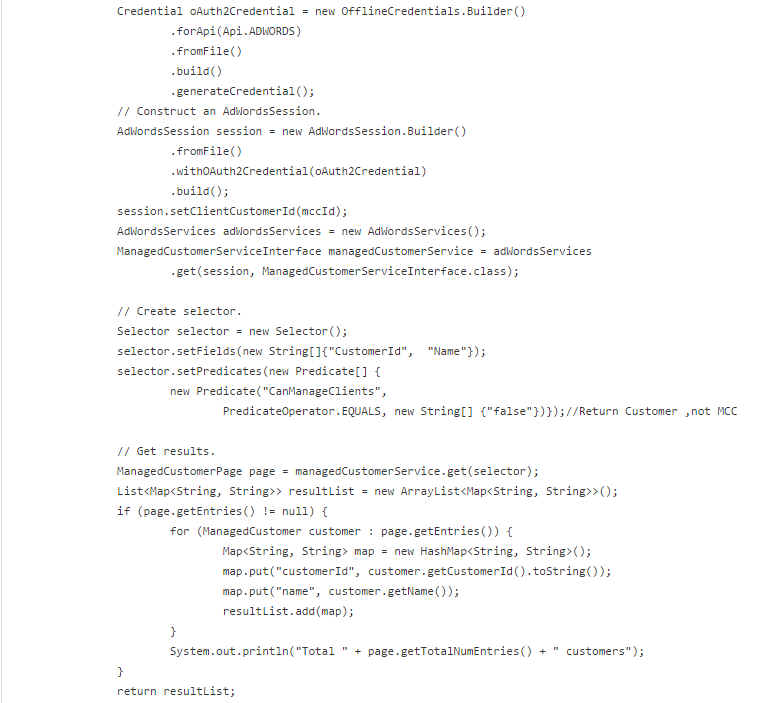 Credential oAuth2Credential = new OfflineCredentials.Builder()
.forApi(Api.ADWORDS)
.fromFile()
.build()
.generateCredential();
// Construct an AdWordsSession.
AdWordsSession session = new AdWordsSession.Builder()
.fromFile()
.withOAuth2Credential(oAuth2Credential)
.build();
session.setClientCustomerId(mccId);
AdWordsServices adWordsServices = new AdWordsServices();
ManagedCustomerServiceInterface managedCustomerService = adWordsServices
.get(session, ManagedCustomerServiceInterface.class);
// Create selector.
Selector selector = new Selector();
selector.setFields(new String[]{"CustomerId",  "Name"});
selector.setPredicates(new Predicate[] {
new Predicate("CanManageClients",
PredicateOperator.EQUALS, new String[] {"false"})});//Return Customer ,not MCC
// Get results.
ManagedCustomerPage page = managedCustomerService.get(selector);
List<Map<String, String>> resultList = new ArrayList<Map<String, String>>();
if (page.getEntries() != null) {
for (ManagedCustomer customer : page.getEntries()) {
Map<String, String> map = new HashMap<String, String>();
map.put("customerId", customer.getCustomerId().toString());
map.put("name", customer.getName());
resultList.add(map);
}
System.out.println("Total " + page.getTotalNumEntries() + " customers");
}
return resultList;